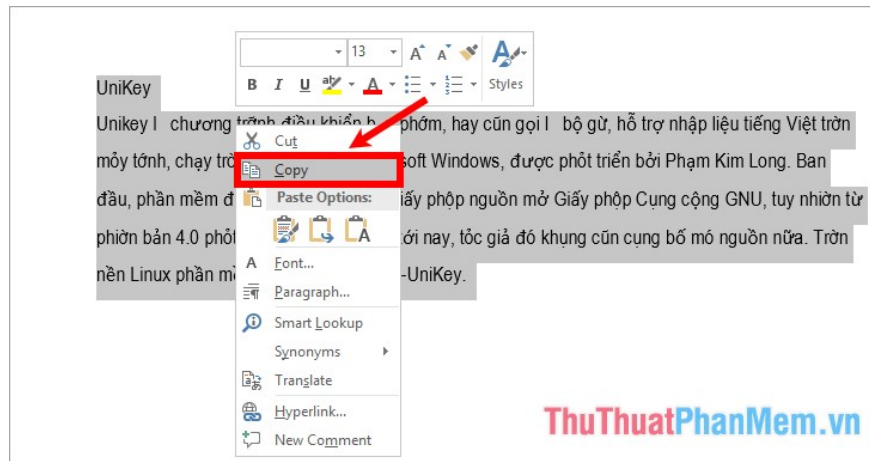 13
B I U
Styles
UniKey
Unikey l chương trỡnh điều khiển b phớm, hay cũn gọi l bộ gừ, hỗ trợ nhập liệu tiếng Việt trờn
mỏy tớnh, chạy trờ soft Windows, được phỏt triển bởi Phạm Kim Long. Ban
đầu, phần mềm đ iấy phộp nguồn mở Giấy phộp Cụng cộng GNU, tuy nhiờn từ
phiờn bản 4.0 phỏt ới nay, tỏc giả đó khụng cũn cụng bố mó nguồn nữa. Trờn
nền Linux phần mề -UniKey.
Cut
Copy
Paste Options:
Font...
Paragraph...
Smart Lookup
Synonyms
Translate
Hyperlink...
New Comment
ThuThuatPhanMem.vn